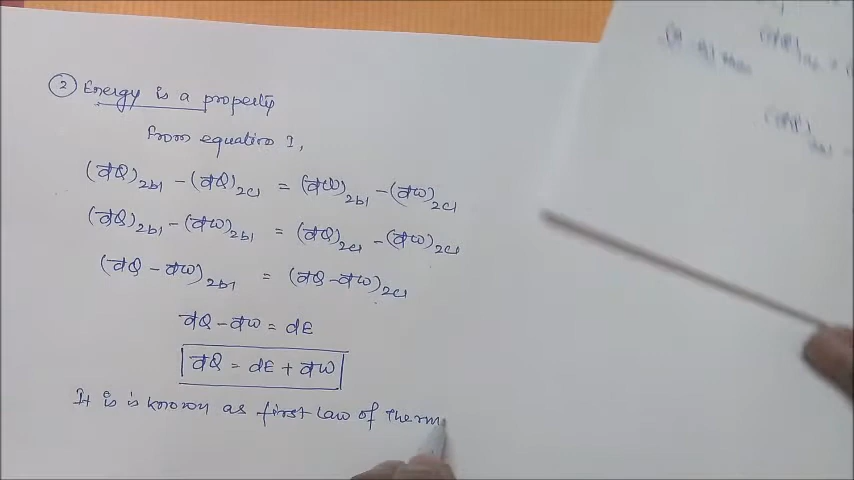 ② Energy is a property
from equation 1,
(đQ)2b1 - (đQ)2c1 = (đW)2b1 - (đW)2c1
(đQ)2b1 - (đW)2b1 = (đQ)2c1 - (đW)2c1
(đQ - đW)2b1 = (đQ - đW)2c1
đQ - đW = dE
đQ = dE + đW
It is is known as first law of Therm